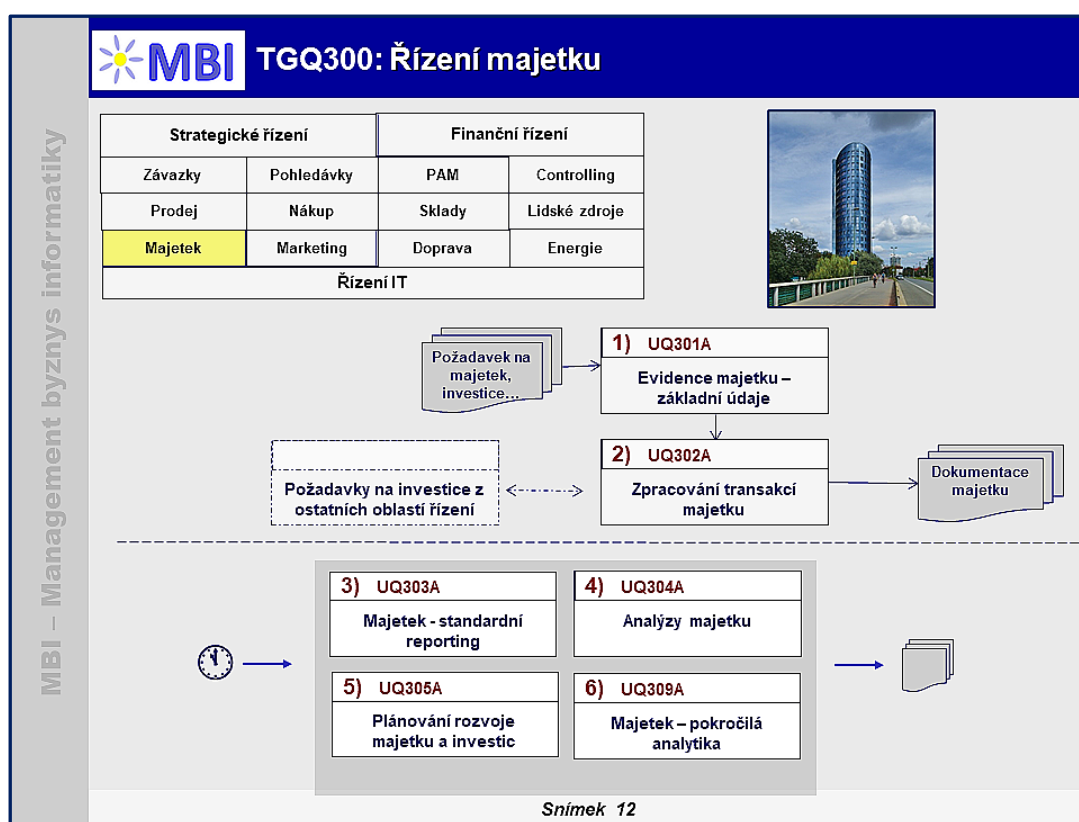 MBI
TGQ300: Řízení majetku
MBI – Management byznys informatiky
Strategické řízení
Finanční řízení
Závazky
Pohledávky
PAM
Controlling
Prodej
Nákup
Sklady
Lidské zdroje
Majetek
Marketing
Doprava
Energie
Řízení IT
Požadavek na
majetek,
investice...
1) UQ301A
Evidence majetku –
základní údaje
2) UQ302A
Zpracování transakcí
majetku
Požadavky na investice z
ostatních oblastí řízení
Dokumentace
majetku
3) UQ303A
Majetek - standardní
reporting
4) UQ304A
Analýzy majetku
5) UQ305A
Plánování rozvoje
majetku a investic
6) UQ309A
Majetek – pokročilá
analytika
Snímek 12